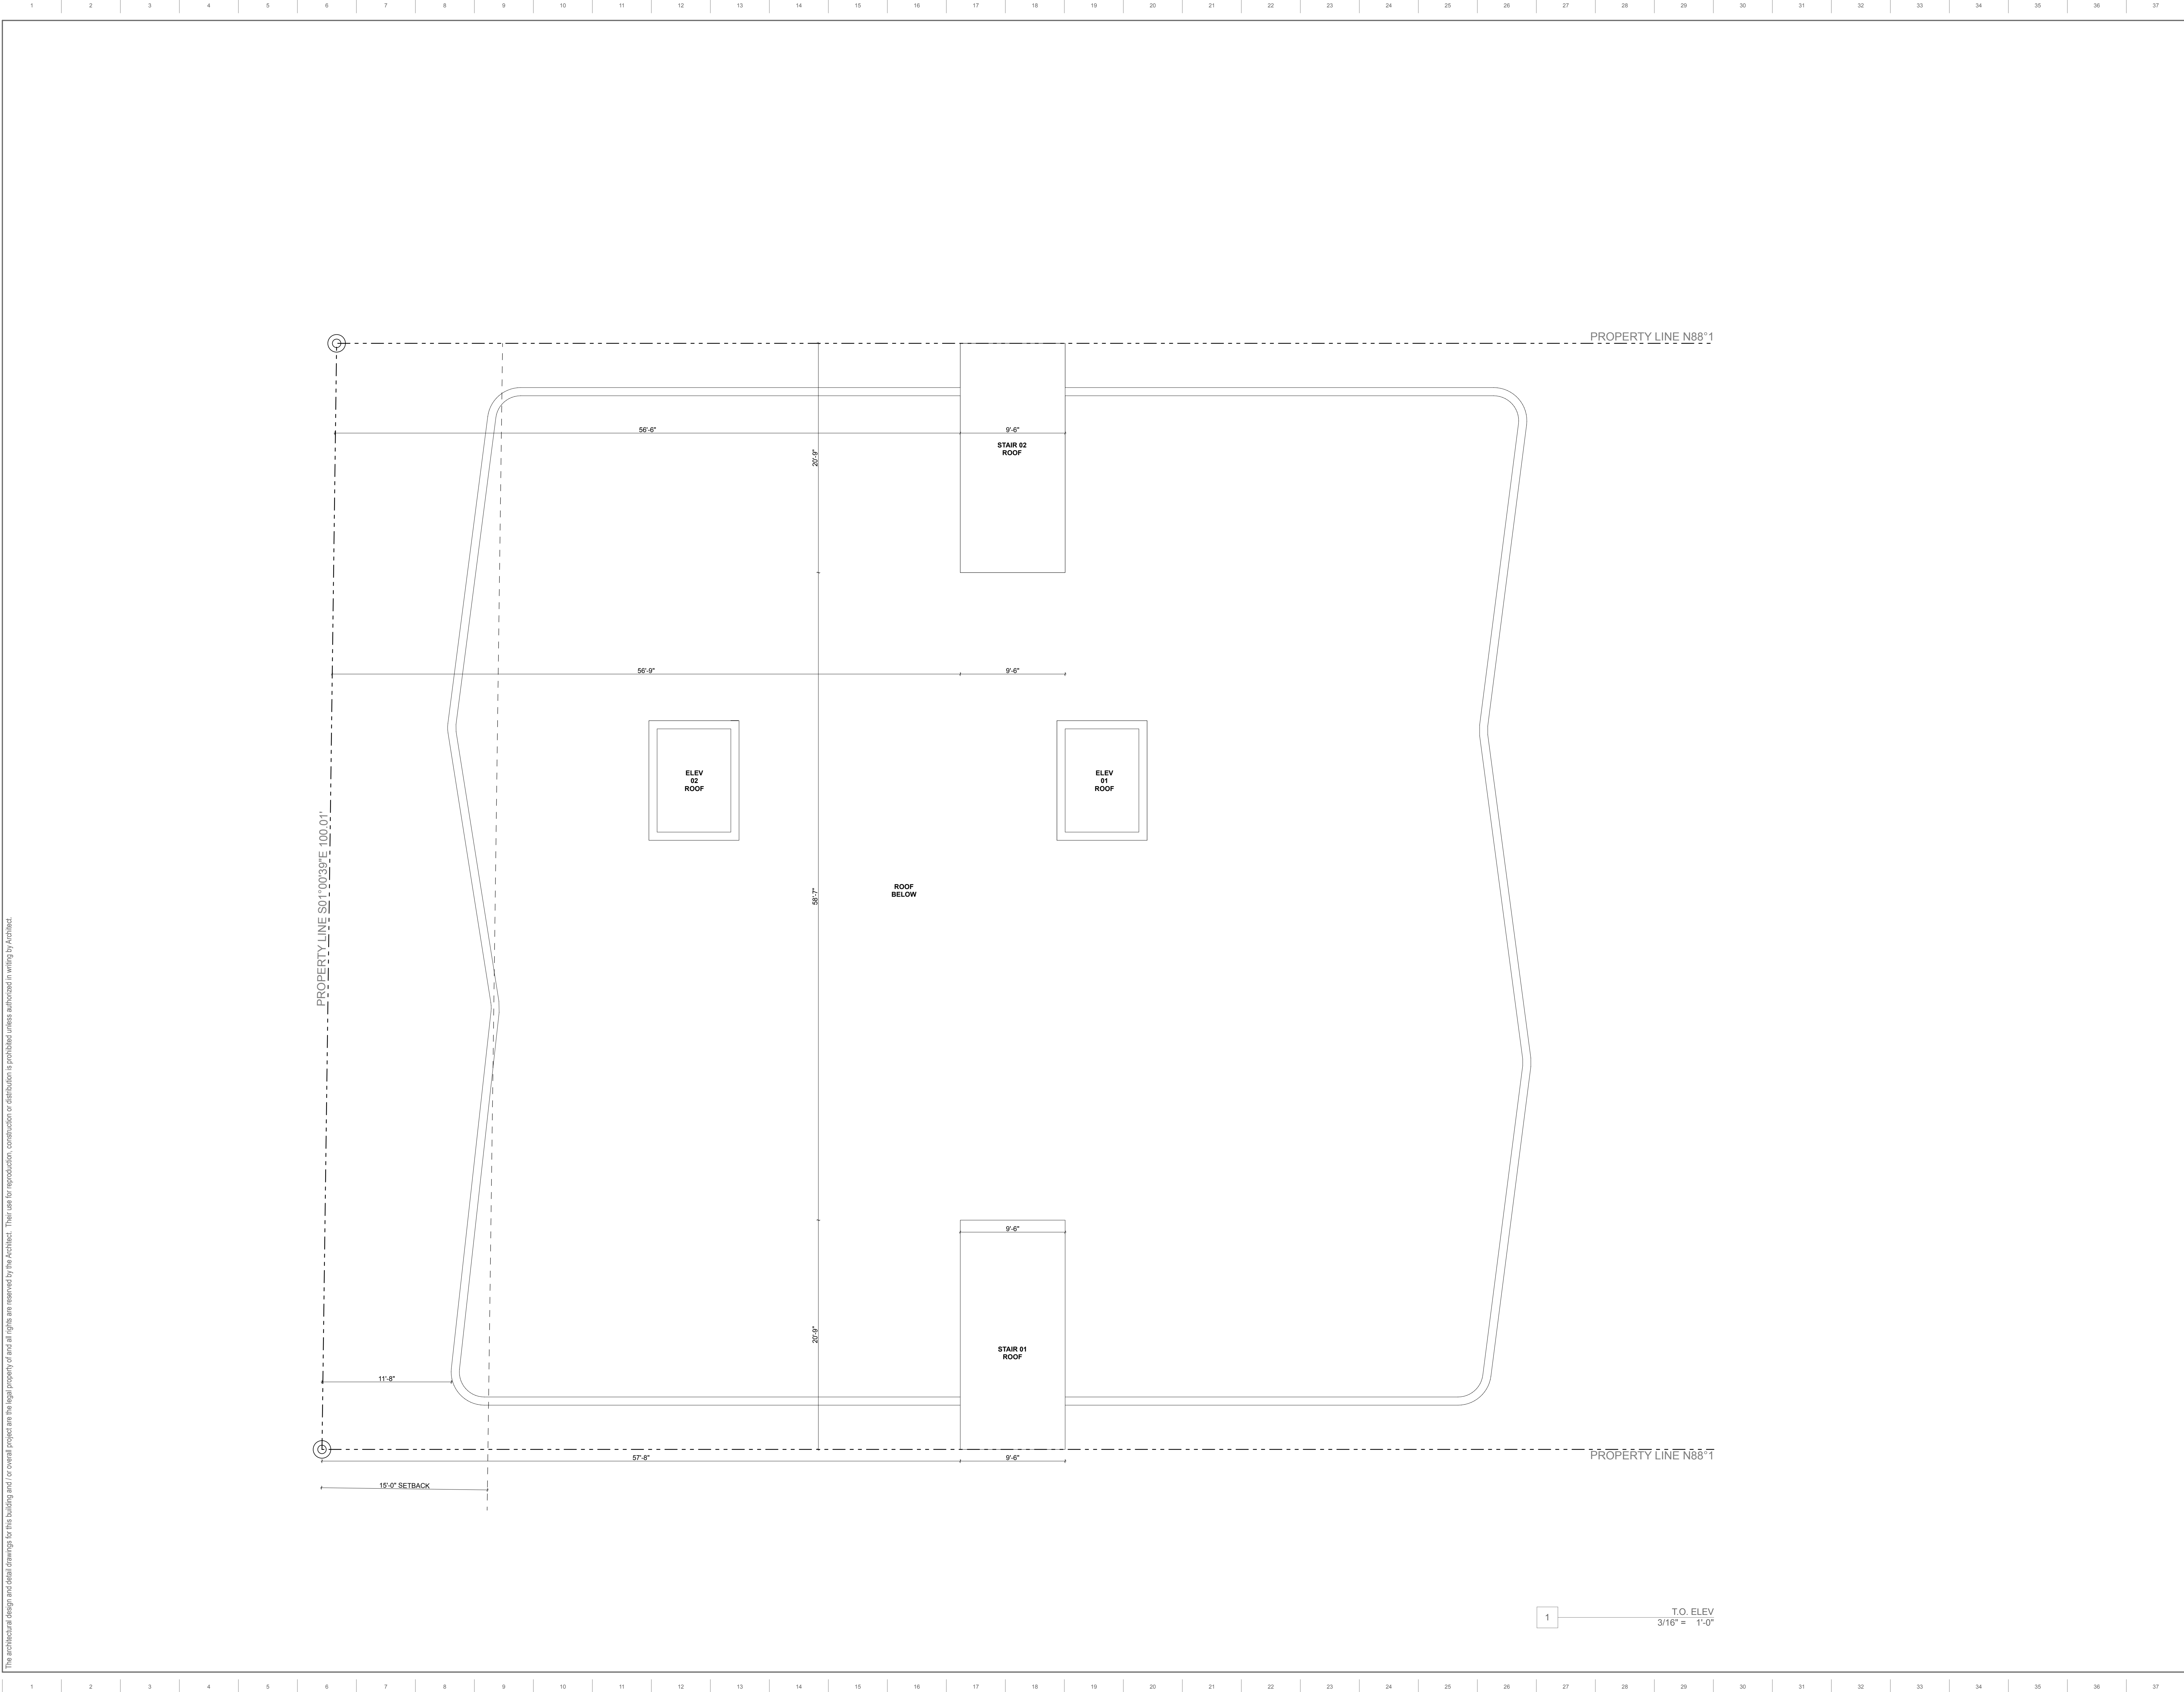 1 2 3 4 5 6 7 8 9 10 11 12 13 14 15 16 17 18 19 20 21 22 23 24 25 26 27 28 29 30 31 32 33 34 35 36 37
PROPERTY LINE N88°1
56'-6"
9'-6"
STAIR 02
ROOF
20'-9"
56'-9"
9'-6"
ELEV
02
ROOF
ELEV
01
ROOF
PROPERTY LINE S01°00'39"E 100.01'
58'-7"
ROOF
BELOW
The architectural design and detail drawings for this building and / or overall project are the legal property of and all rights are reserved by the Architect. Their use for reproduction, construction or distribution is prohibited unless authorized in writing by Architect.
9'-6"
20'-9"
STAIR 01
ROOF
11'-8"
PROPERTY LINE N88°1
57'-8"
9'-6"
15'-0" SETBACK
1
T.O. ELEV
3/16" = 1'-0"
1 2 3 4 5 6 7 8 9 10 11 12 13 14 15 16 17 18 19 20 21 22 23 24 25 26 27 28 29 30 31 32 33 34 35 36 37